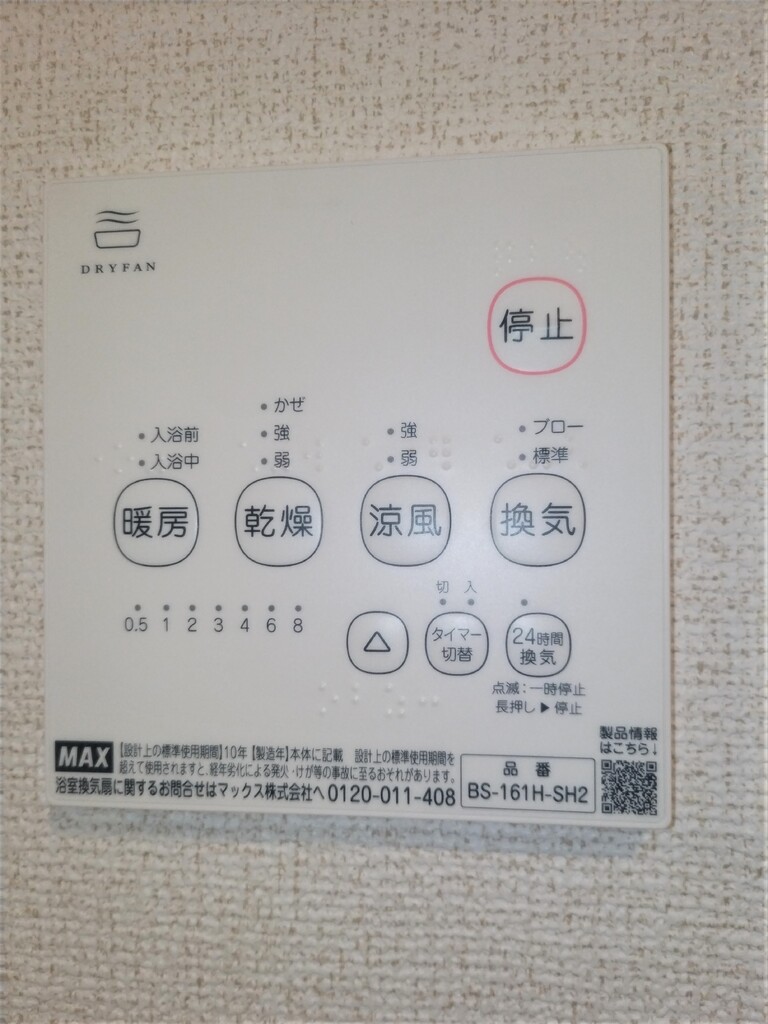 DRYFAN
停止
かぜ
入浴前 強 強 ブロー
入浴中 弱 弱 標準
暖房 乾燥 涼風 換気
切 入
0.5 1 2 3 4 6 8
タイマー
切替
24時間
換気
点滅:一時停止
長押し▶停止
製品情報
はこちら↓
MAX
【設計上の標準使用期間】10年【製造年】本体に記載 設計上の標準使用期間を
超えて使用されますと、経年劣化による発火・けが等の事故に至るおそれがあります。
浴室換気扇に関するお問合せはマックス株式会社へ 0120-011-408
品番
BS-161H-SH2